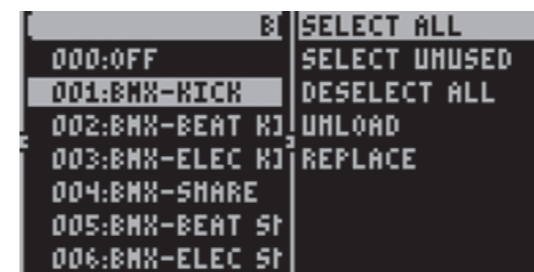 SELECT ALL
000:OFF
SELECT UNUSED
001:BMX-KICK
DESELECT ALL
002:BMX-BEAT
UNLOAD
003:BMX-ELEC
REPLACE
004:BMX-SNARE
005:BMX-BEAT
006:BMX-ELEC